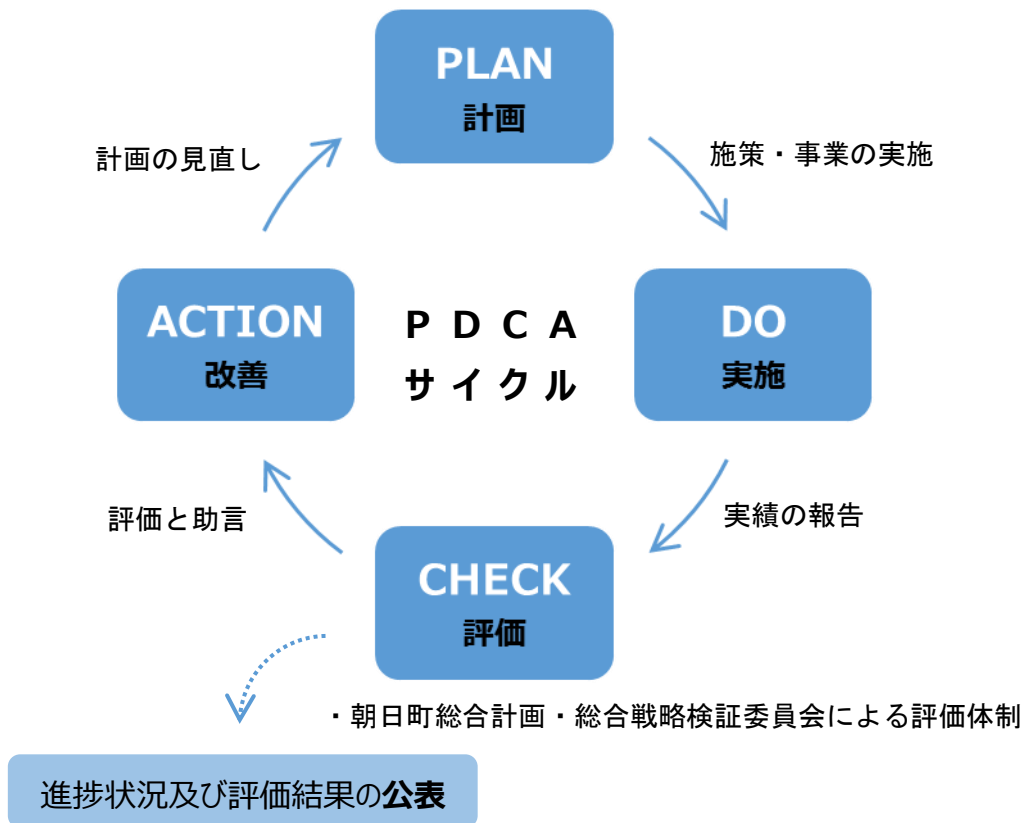 PLAN
計画
計画の見直し
施策・事業の実施
ACTION
改善
PDCA
サイクル
DO
実施
評価と助言
実績の報告
CHECK
評価
・朝日町総合計画・総合戦略検証委員会による評価体制
進捗状況及び評価結果の公表